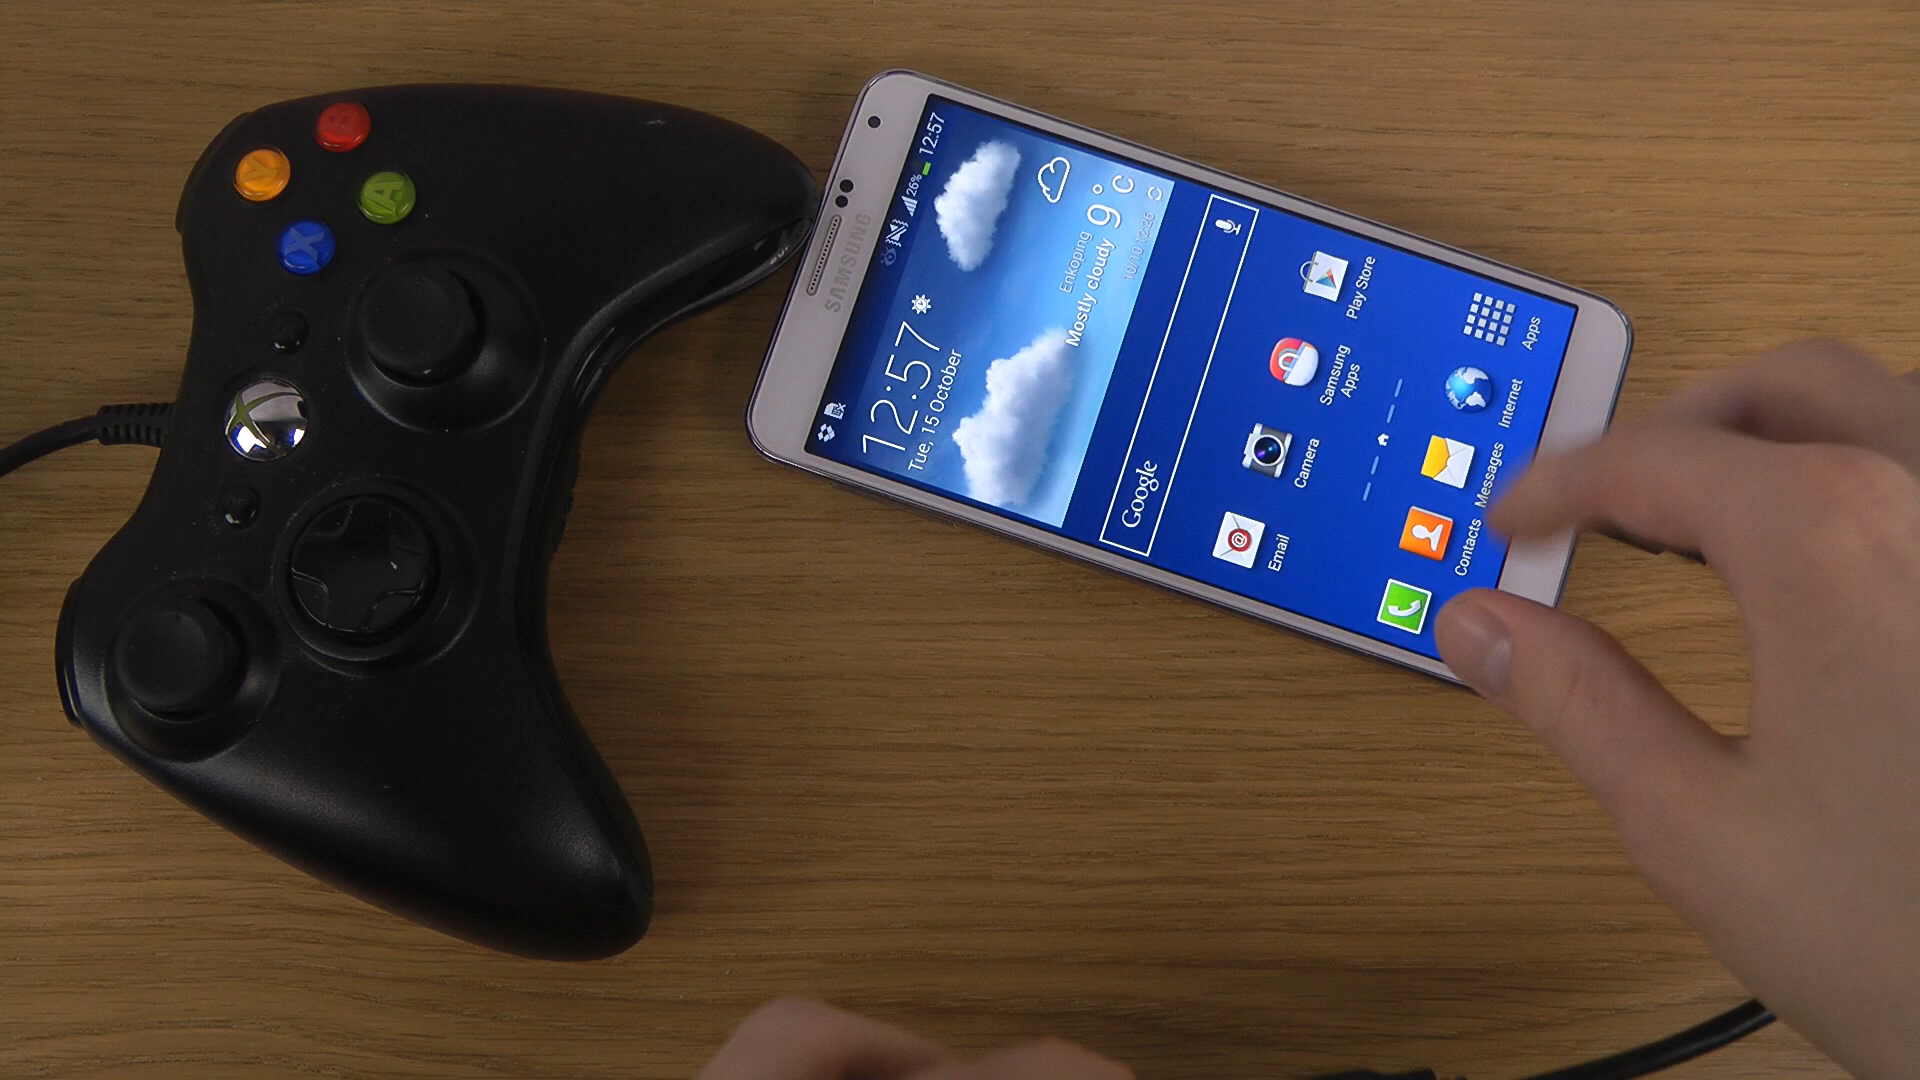 B
Y
A
X
SAMSUNG
26% 12:57
12:57
Tue, 15 October
Enkoping
Mostly cloudy
9° C
10/10 12:26
Google
Email
Camera
Samsung
Apps
Play Store
Contacts
Messages
Internet
Apps